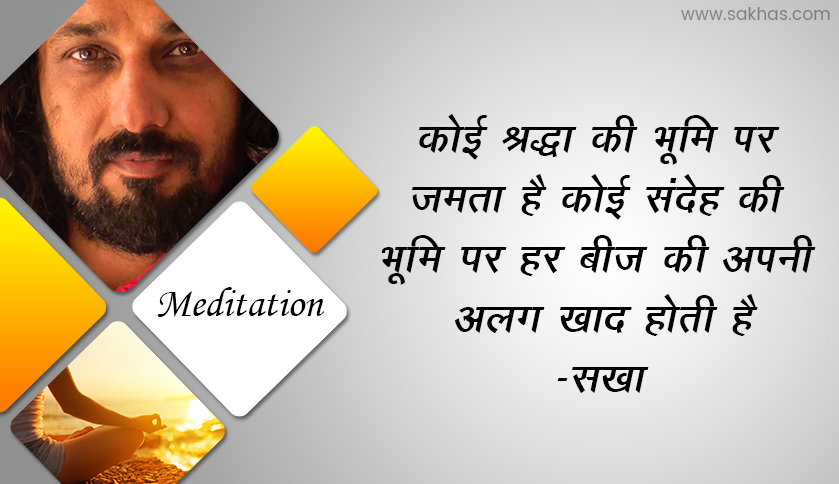 www.sakhas.com
कोई श्रद्धा की भूमि पर
जमता है कोई संदेह की
भूमि पर हर बीज की अपनी
अलग खाद होती है
-सखा
Meditation